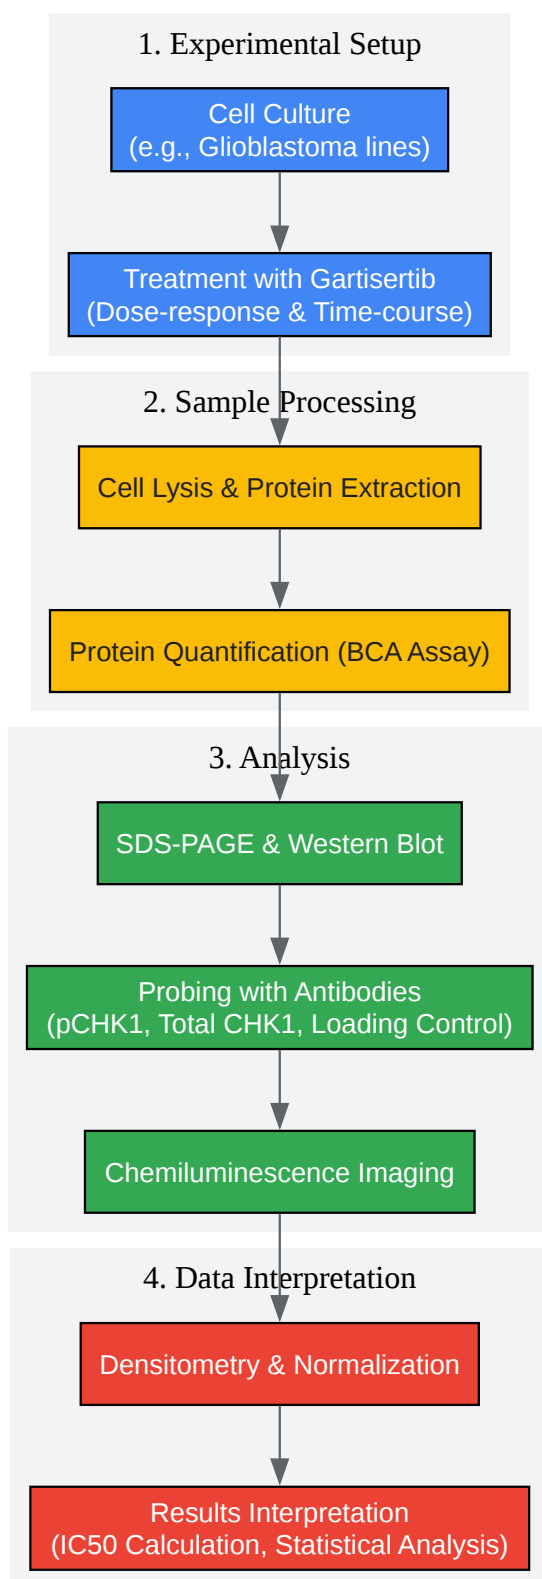 1. Experimental Setup
Cell Culture
(e.g., Glioblastoma lines)
Treatment with Gartisertib
(Dose-response & Time-course)
2. Sample Processing
Cell Lysis & Protein Extraction
Protein Quantification (BCA Assay)
3. Analysis
SDS-PAGE & Western Blot
Probing with Antibodies
(pCHK1, Total CHK1, Loading Control)
Chemiluminescence Imaging
4. Data Interpretation
Densitometry & Normalization
Results Interpretation
(IC50 Calculation, Statistical Analysis)